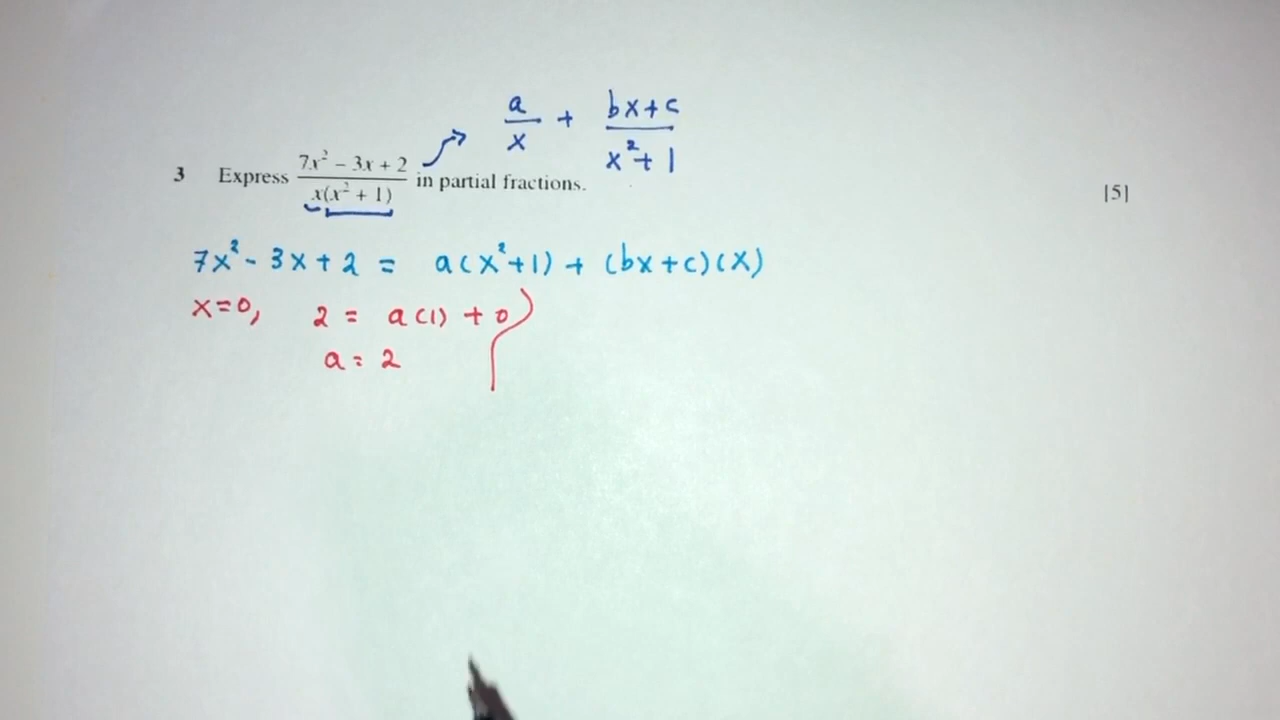 a/x + bx+c/x²+1
3 Express 7x² – 3x + 2/x(x² + 1) in partial fractions. [5]
7x² - 3x + 2 = a(x²+1) + (bx+c)(x)
x=0, 2 = a(1) + 0
a = 2